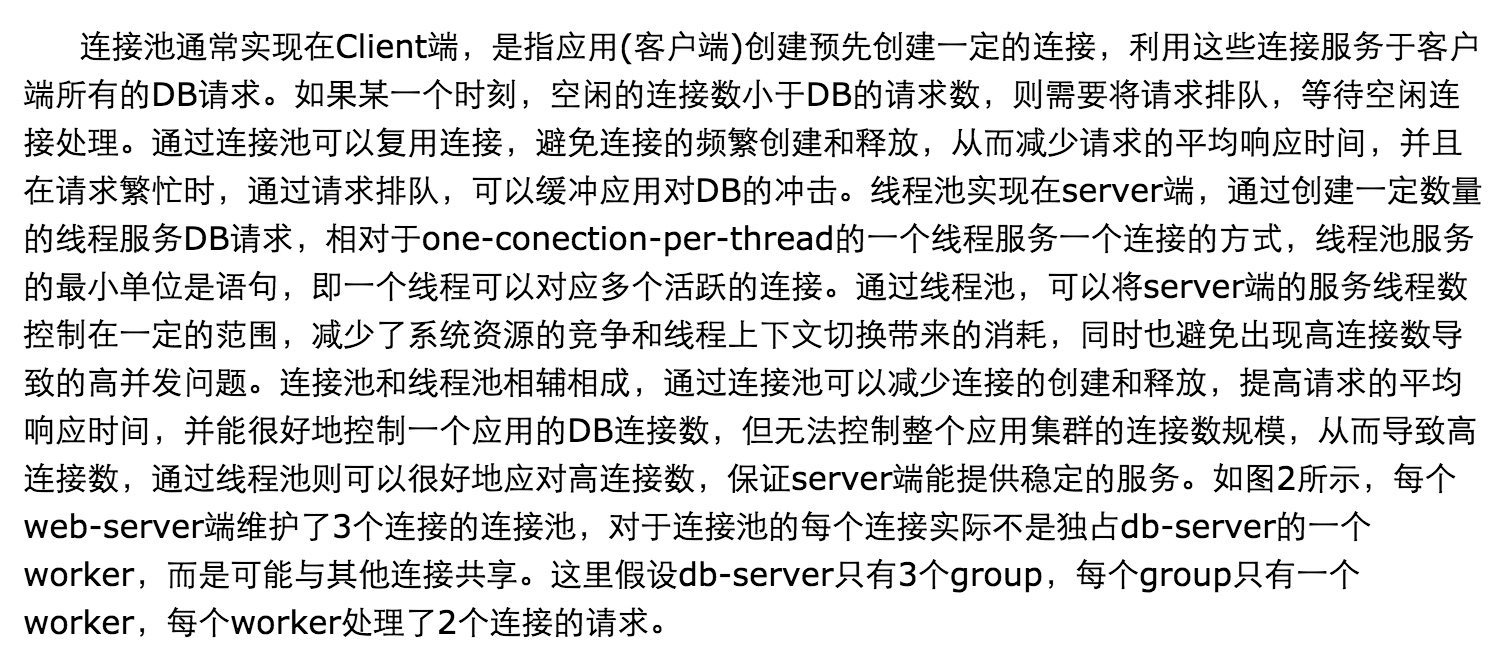 连接池通常实现在Client端，是指应用(客户端)创建预先创建一定的连接，利用这些连接服务于客户
端所有的DB请求。如果某一个时刻，空闲的连接数小于DB的请求数，则需要将请求排队，等待空闲连
接处理。通过连接池可以复用连接，避免连接的频繁创建和释放，从而减少请求的平均响应时间，并且
在请求繁忙时，通过请求排队，可以缓冲应用对DB的冲击。线程池实现在server端，通过创建一定数量
的线程服务DB请求，相对于one-conection-per-thread的一个线程服务一个连接的方式，线程池服务
的最小单位是语句，即一个线程可以对应多个活跃的连接。通过线程池，可以将server端的服务线程数
控制在一定的范围，减少了系统资源的竞争和线程上下文切换带来的消耗，同时也避免出现高连接数导
致的高并发问题。连接池和线程池相辅相成，通过连接池可以减少连接的创建和释放，提高请求的平均
响应时间，并能很好地控制一个应用的DB连接数，但无法控制整个应用集群的连接数规模，从而导致高
连接数，通过线程池则可以很好地应对高连接数，保证server端能提供稳定的服务。如图2所示，每个
web-server端维护了3个连接的连接池，对于连接池的每个连接实际不是独占db-server的一个
worker，而是可能与其他连接共享。这里假设db-server只有3个group，每个group只有一个
worker，每个worker处理了2个连接的请求。